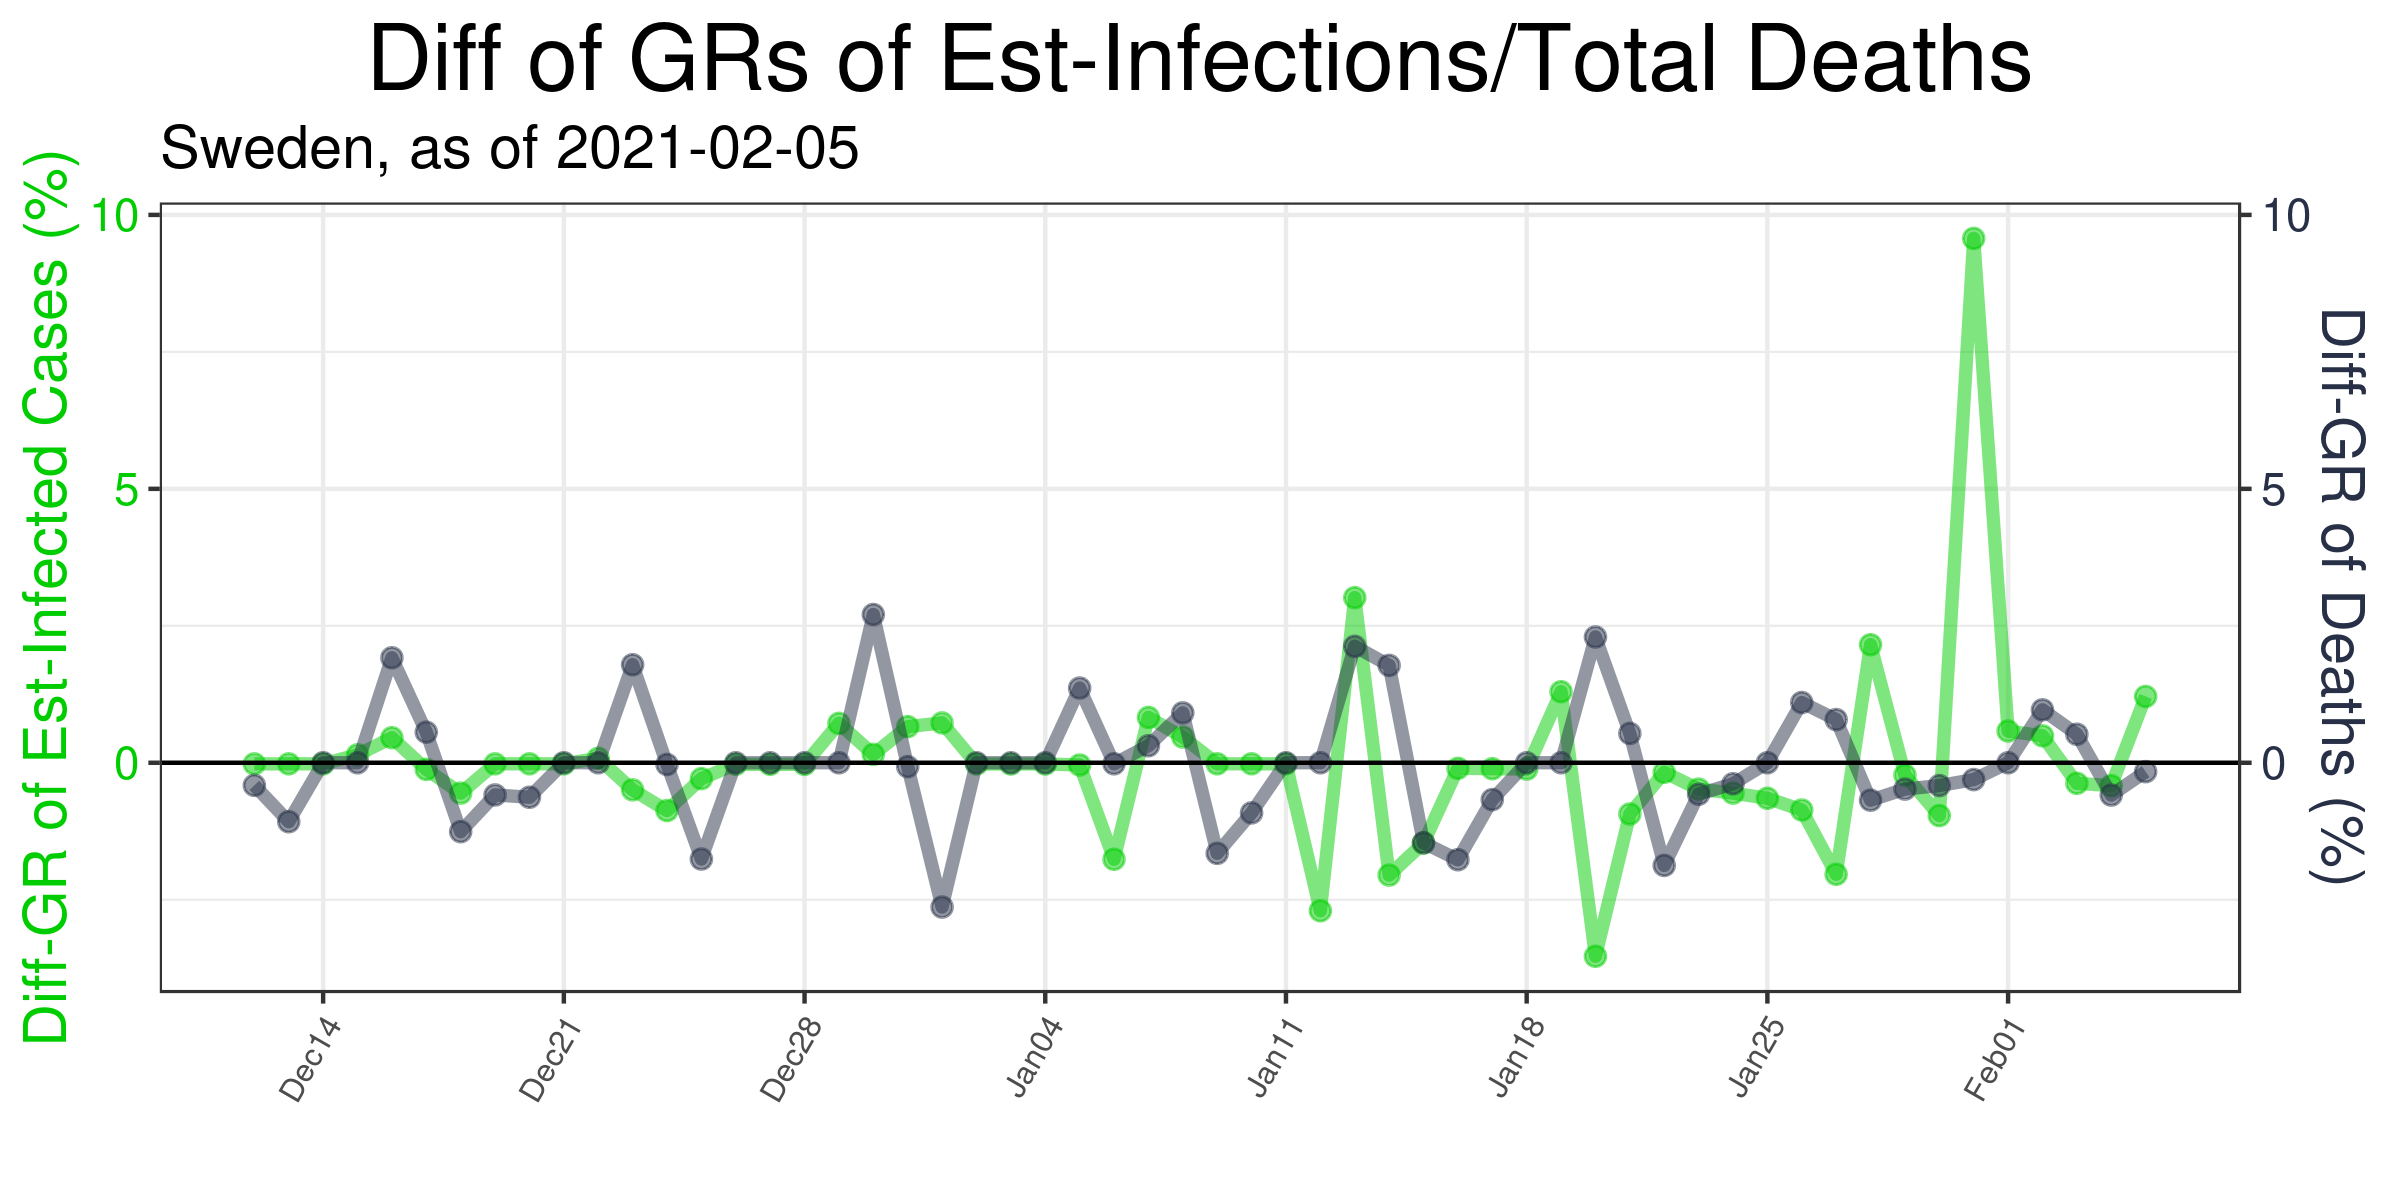 Diff of GRs of Est-Infections/Total Deaths
Sweden, as of 2021-02-05
Diff-GR of Est-Infected Cases (%)
10
5
0
10
5
0
Diff-GR of Deaths (%)
Dec14
Dec21
Dec28
Jan04
Jan11
Jan18
Jan25
Feb01